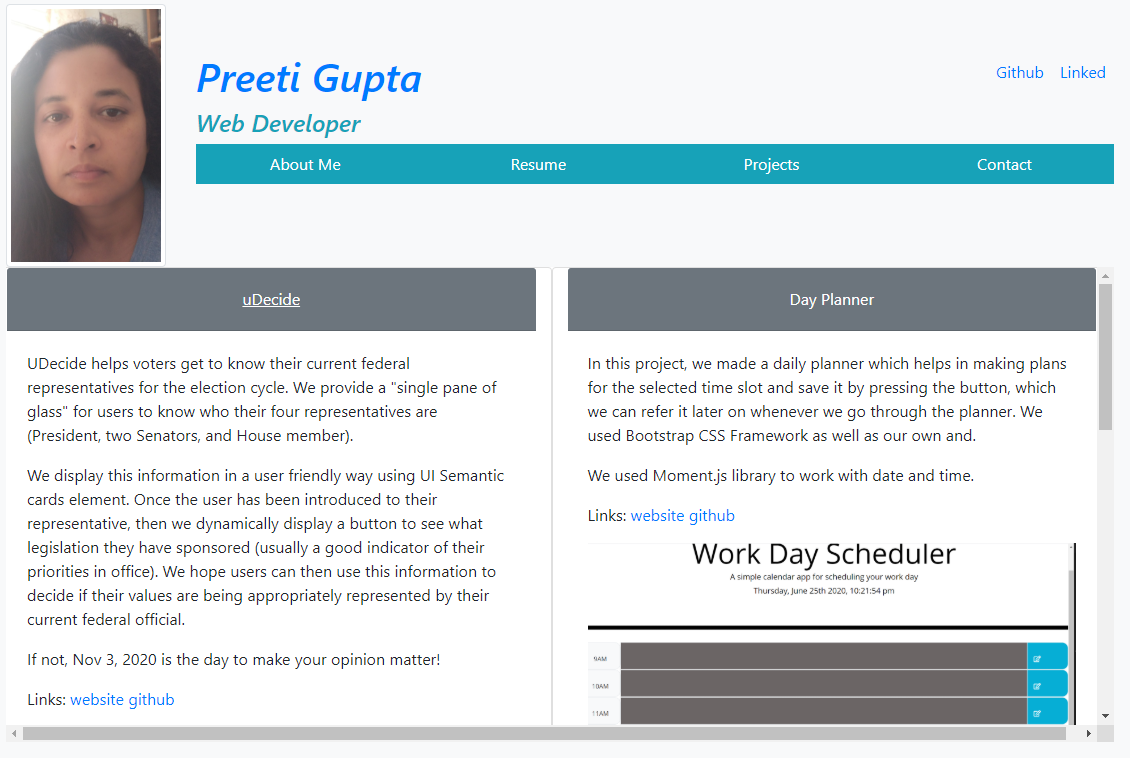 Preeti Gupta
Github Linked
Web Developer
About Me Resume Projects Contact
uDecide
UDecide helps voters get to know their current federal
representatives for the election cycle. We provide a "single pane of
glass" for users to know who their four representatives are
(President, two Senators, and House member).
We display this information in a user friendly way using UI Semantic
cards element. Once the user has been introduced to their
representative, then we dynamically display a button to see what
legislation they have sponsored (usually a good indicator of their
priorities in office). We hope users can then use this information to
decide if their values are being appropriately represented by their
current federal official.
If not, Nov 3, 2020 is the day to make your opinion matter!
Links: website github
Day Planner
In this project, we made a daily planner which helps in making plans
for the selected time slot and save it by pressing the button, which
we can refer it later on whenever we go through the planner. We
used Bootstrap CSS Framework as well as our own and.
We used Moment.js library to work with date and time.
Links: website github
Work Day Scheduler
A simple calendar app for scheduling your work day
Thursday, June 25th 2020, 10:21:54 pm
9AM
10AM
11AM